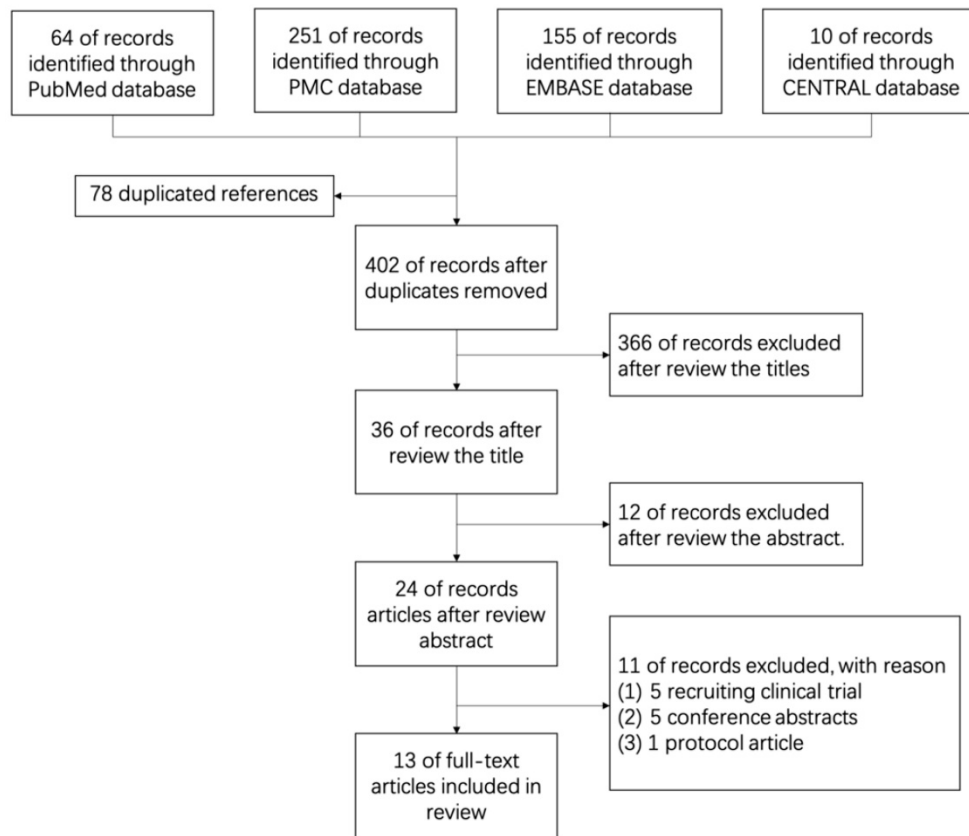 64 of records
identified through
PubMed database
251 of records
identified through
PMC database
155 of records
identified through
EMBASE database
10 of records
identified through
CENTRAL database
78 duplicated references
402 of records after
duplicates removed
366 of records excluded
after review the titles
36 of records after
review the title
12 of records excluded
after review the abstract.
24 of records
articles after review
abstract
11 of records excluded, with reason
(1) 5 recruiting clinical trial
(2) 5 conference abstracts
(3) 1 protocol article
13 of full-text
articles included in
review